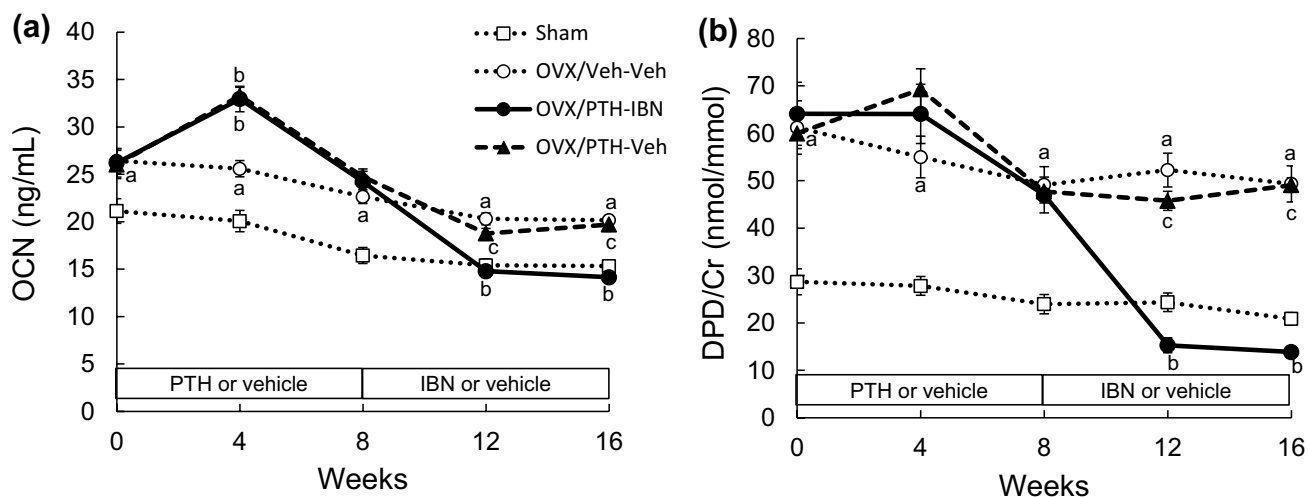 (a)
OCN (ng/mL)
40
35
30
25
20
15
10
5
0
Sham
OVX/Veh-Veh
OVX/PTH-IBN
OVX/PTH-Veh
b
b
a
a
a
a
a
c
c
b
b
PTH or vehicle
IBN or vehicle
0
4
8
12
16
Weeks
(b)
DPD/Cr (nmol/mmol)
80
70
60
50
40
30
20
10
0
a
a
a
a
a
c
c
b
b
PTH or vehicle
IBN or vehicle
0
4
8
12
16
Weeks